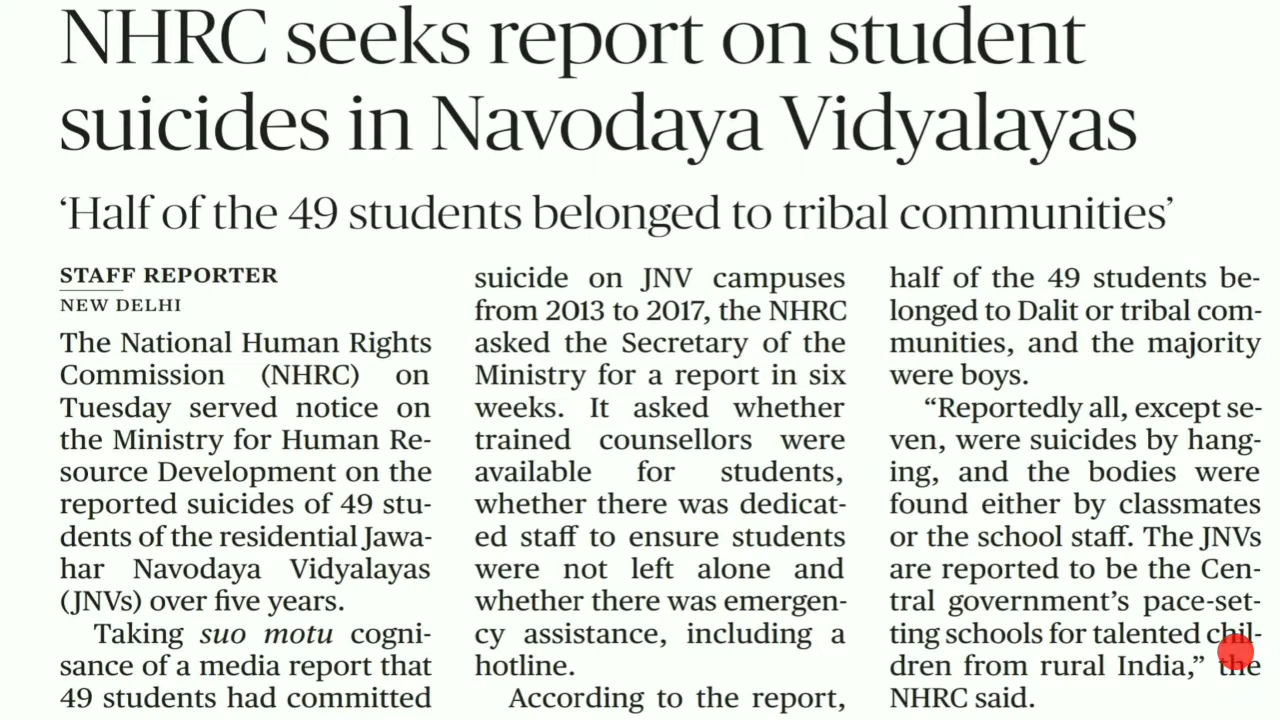 NHRC seeks report on student
suicides in Navodaya Vidyalayas
‘Half of the 49 students belonged to tribal communities’
STAFF REPORTER
NEW DELHI
The National Human Rights
Commission (NHRC) on
Tuesday served notice on
the Ministry for Human Re-
source Development on the
reported suicides of 49 stu-
dents of the residential Jawa-
har Navodaya Vidyalayas
(JNVs) over five years.
Taking suo motu cogni-
sance of a media report that
49 students had committed
suicide on JNV campuses
from 2013 to 2017, the NHRC
asked the Secretary of the
Ministry for a report in six
weeks. It asked whether
trained counsellors were
available for students,
whether there was dedicat-
ed staff to ensure students
were not left alone and
whether there was emergen-
cy assistance, including a
hotline.
According to the report,
half of the 49 students be-
longed to Dalit or tribal com-
munities, and the majority
were boys.
“Reportedly all, except se-
ven, were suicides by hang-
ing, and the bodies were
found either by classmates
or the school staff. The JNVs
are reported to be the Cen-
tral government’s pace-set-
ting schools for talented chil-
dren from rural India,” the
NHRC said.